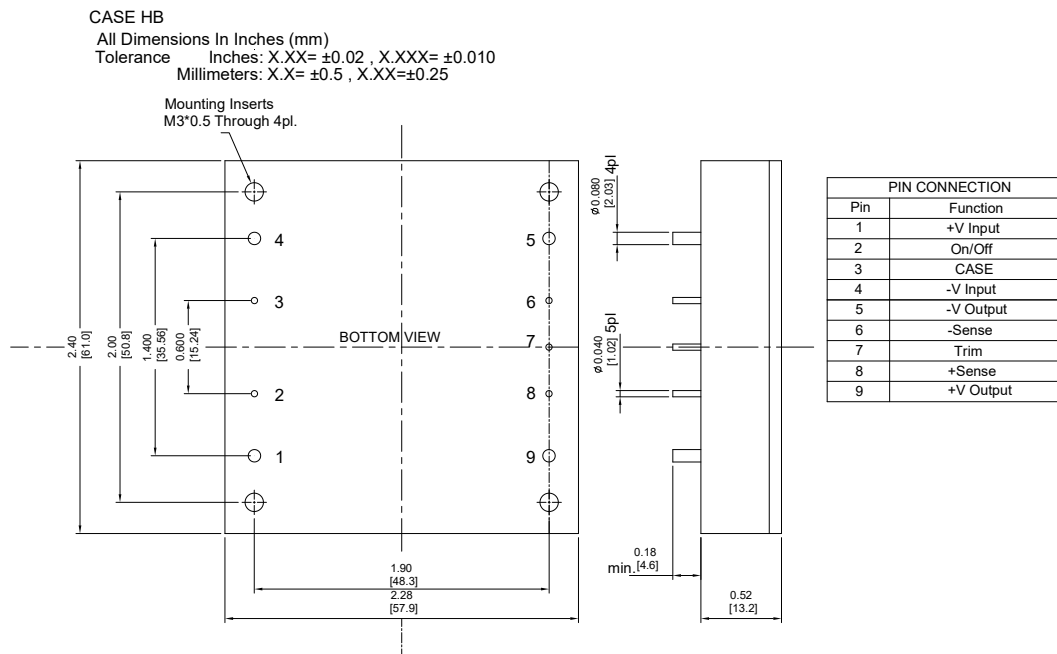 CASE HB
All Dimensions In Inches (mm)
Tolerance Inches: X.XX= ±0.02 , X.XXX= ±0.010
Millimeters: X.X= ±0.5 , X.XX=±0.25
Mounting Inserts
M3*0.5 Through 4pl.
2.40
[61.0]
2.00
[50.8]
1.400
[35.56]
0.600
[15.24]
4
3
2
1
BOTTOM VIEW
5
6
7
8
9
1.90
[48.3]
2.28
[57.9]
ø0.080 4pl
[2.03]
ø0.040 5pl
[1.02]
0.18
min. [4.6]
0.52
[13.2]
PIN CONNECTION
Pin Function
1 +V Input
2 On/Off
3 CASE
4 -V Input
5 -V Output
6 -Sense
7 Trim
8 +Sense
9 +V Output